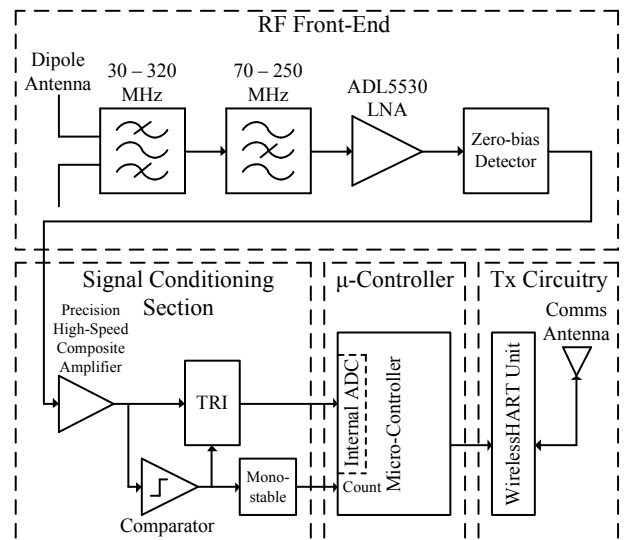 RF Front-End
Dipole
Antenna
30 – 320
MHz
70 – 250
MHz
ADL5530
LNA
Zero-bias
Detector
Signal Conditioning
Section
Precision
High-Speed
Composite
Amplifier
TRI
Comparator
Mono-
stable
μ-Controller
Internal ADC
Micro-Controller
Count
Tx Circuitry
Comms
Antenna
WirelessHART Unit